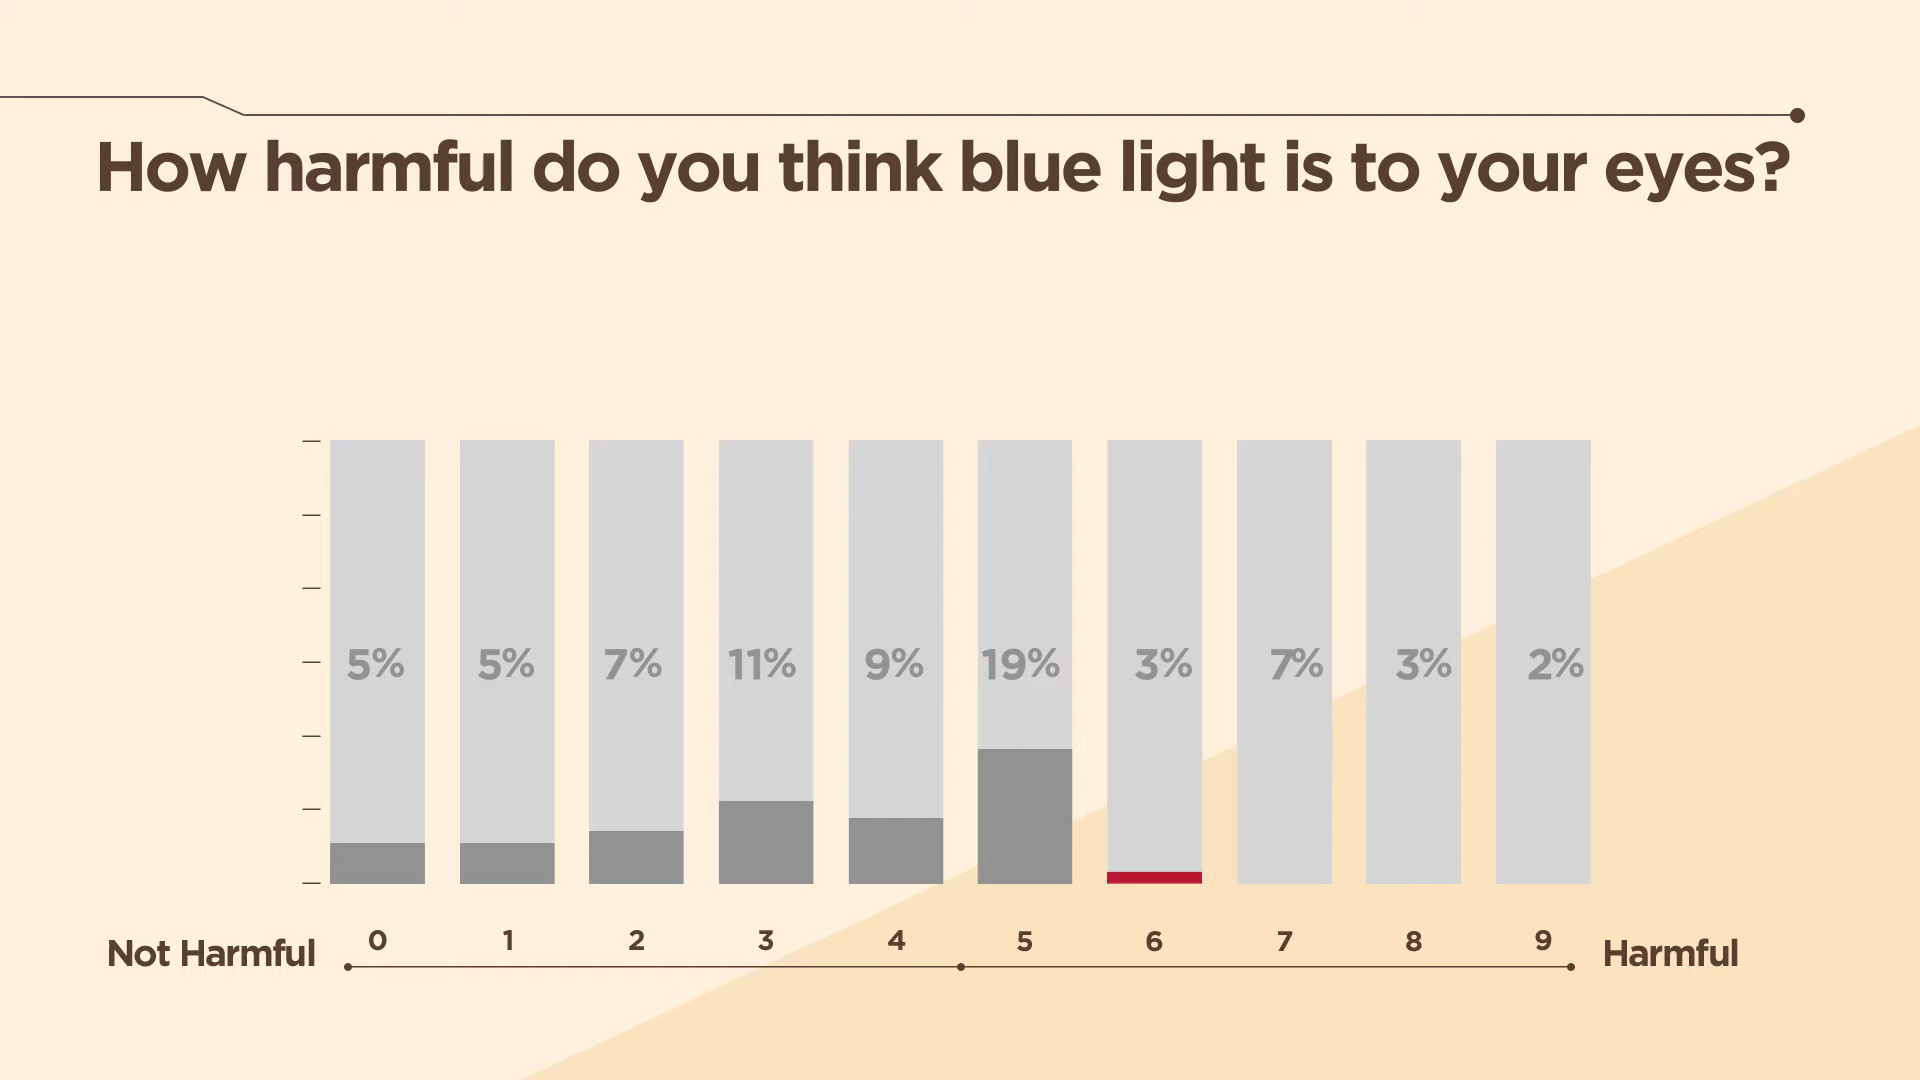 How harmful do you think blue light is to your eyes?
5% 5% 7% 11% 9% 19% 3% 7% 3% 2%
0 1 2 3 4 5 6 7 8 9
Not Harmful Harmful